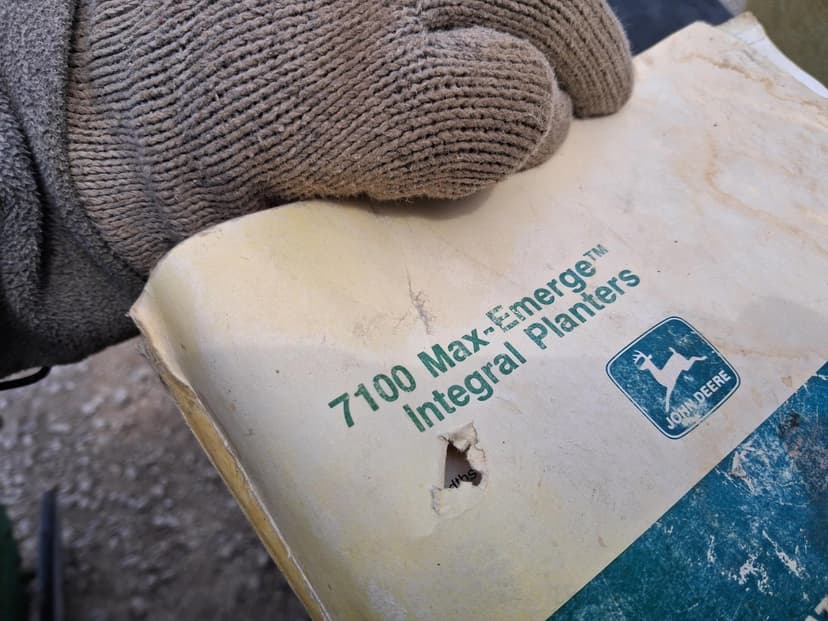 7100 Max-Emerge™
Integral Planters
JOHN DEERE